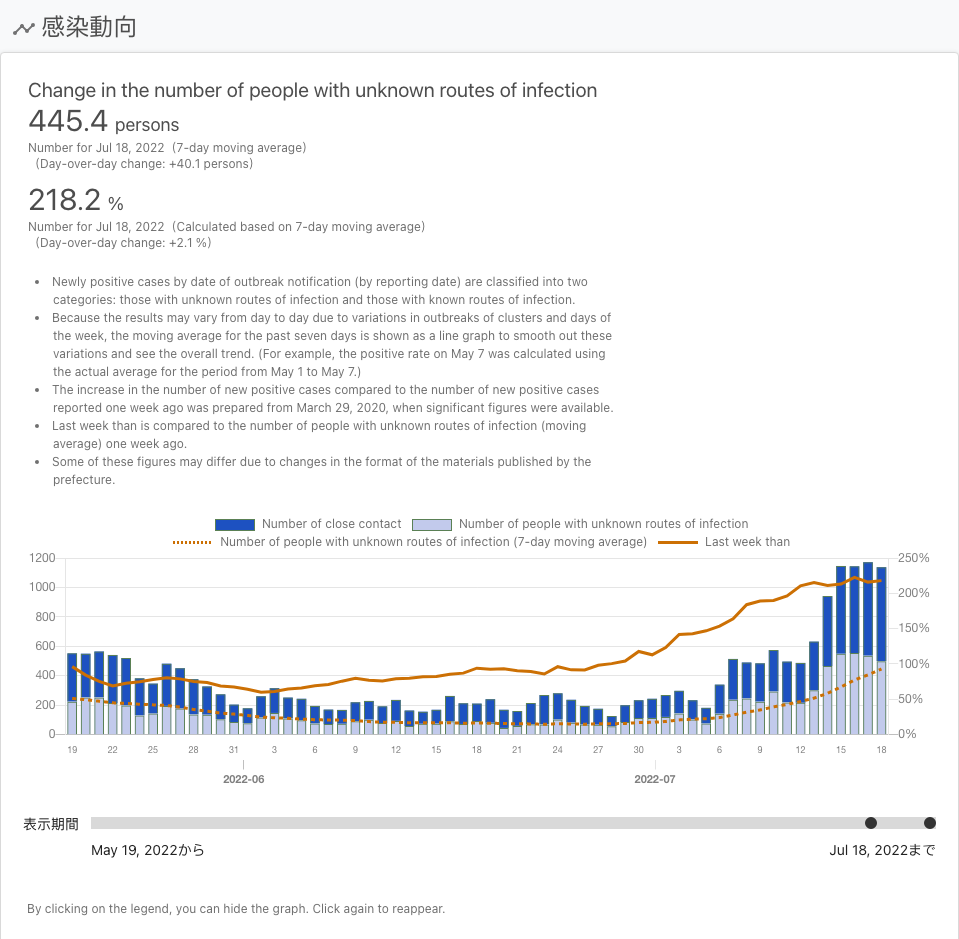 感染動向
Change in the number of people with unknown routes of infection
445.4 persons
Number for Jul 18, 2022 (7-day moving average)
(Day-over-day change: +40.1 persons)
218.2 %
Number for Jul 18, 2022 (Calculated based on 7-day moving average)
(Day-over-day change: +2.1 %)
• Newly positive cases by date of outbreak notification (by reporting date) are classified into two
categories: those with unknown routes of infection and those with known routes of infection.
• Because the results may vary from day to day due to variations in outbreaks of clusters and days of
the week, the moving average for the past seven days is shown as a line graph to smooth out these
variations and see the overall trend. (For example, the positive rate on May 7 was calculated using
the actual average for the period from May 1 to May 7.)
• The increase in the number of new positive cases compared to the number of new positive cases
reported one week ago was prepared from March 29, 2020, when significant figures were available.
• Last week than is compared to the number of people with unknown routes of infection (moving
average) one week ago.
• Some of these figures may differ due to changes in the format of the materials published by the
prefecture.
Number of close contact Number of people with unknown routes of infection
Number of people with unknown routes of infection (7-day moving average) Last week than
1200 250%
1000 200%
800 150%
600 100%
400 50%
200 0%
0
19 22 25 28 31 3 6 9 12 15 18 21 24 27 30 3 6 9 12 15 18
2022-06 2022-07
表示期間
May 19, 2022から Jul 18, 2022まで
By clicking on the legend, you can hide the graph. Click again to reappear.